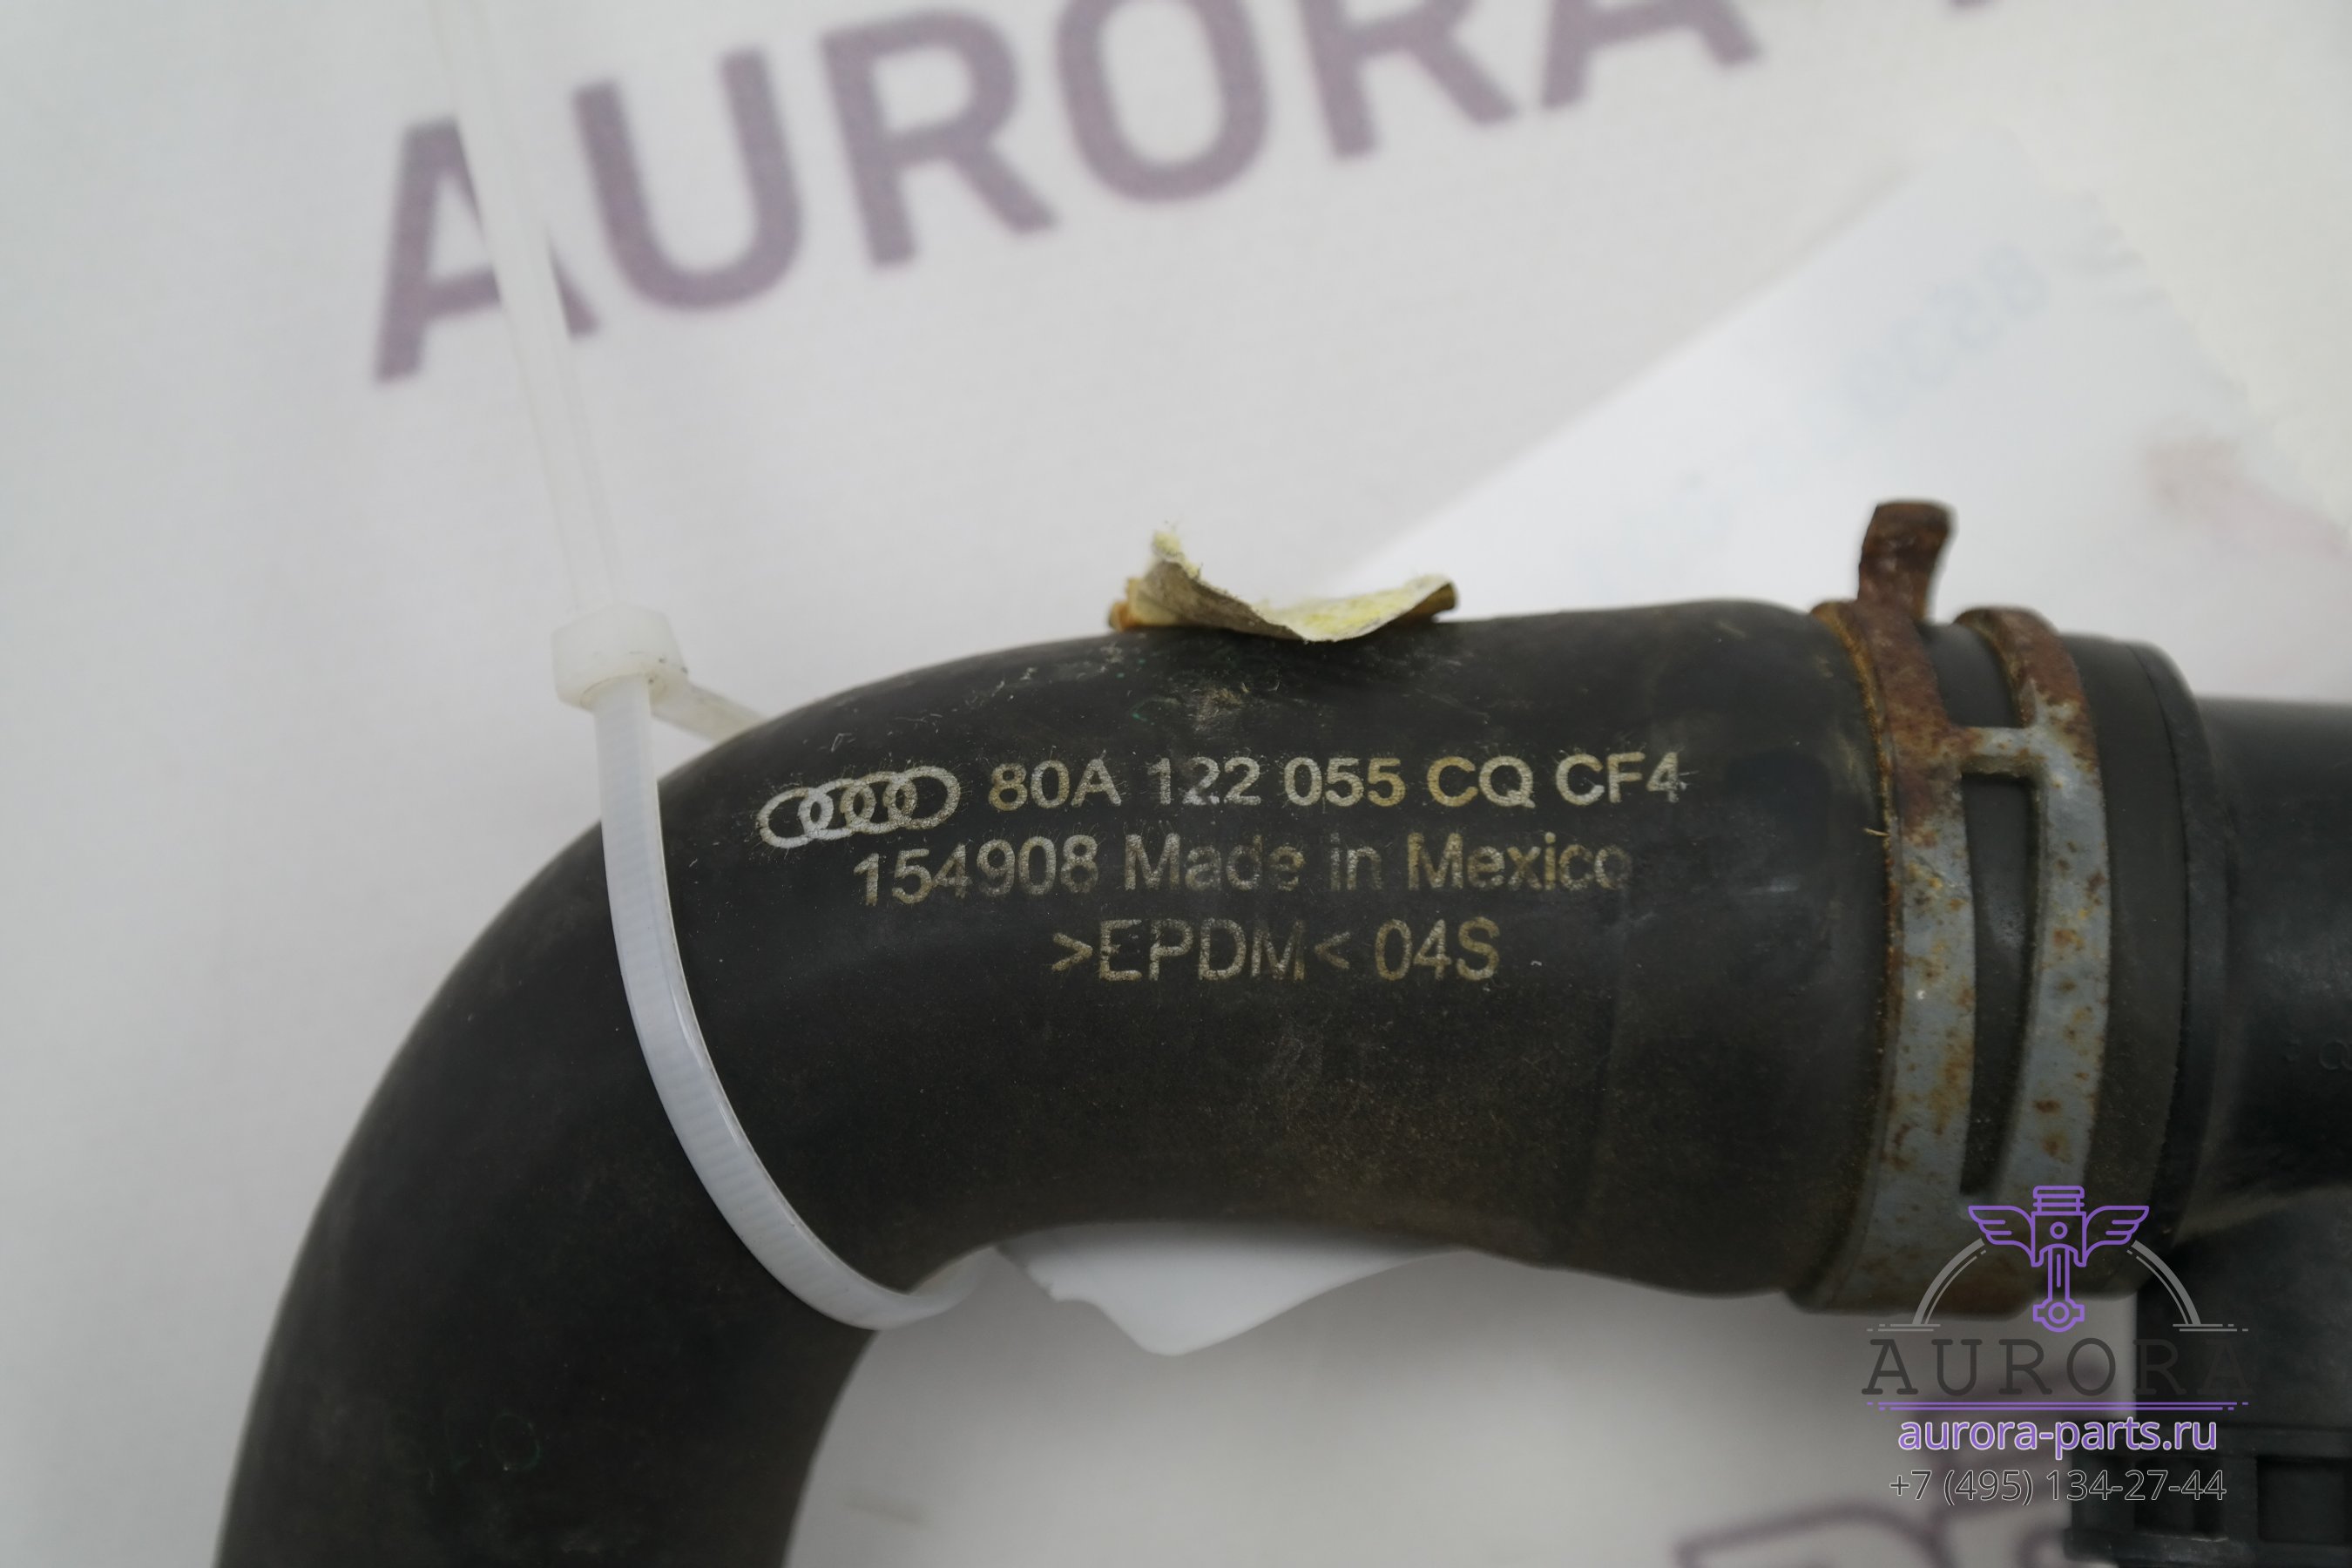 AURORA
80A 122 055 CQ CF4
154908 Made in Mexico
>EPDM< 04S
AURORA
aurora-parts.ru
+7 (495) 134-27-44